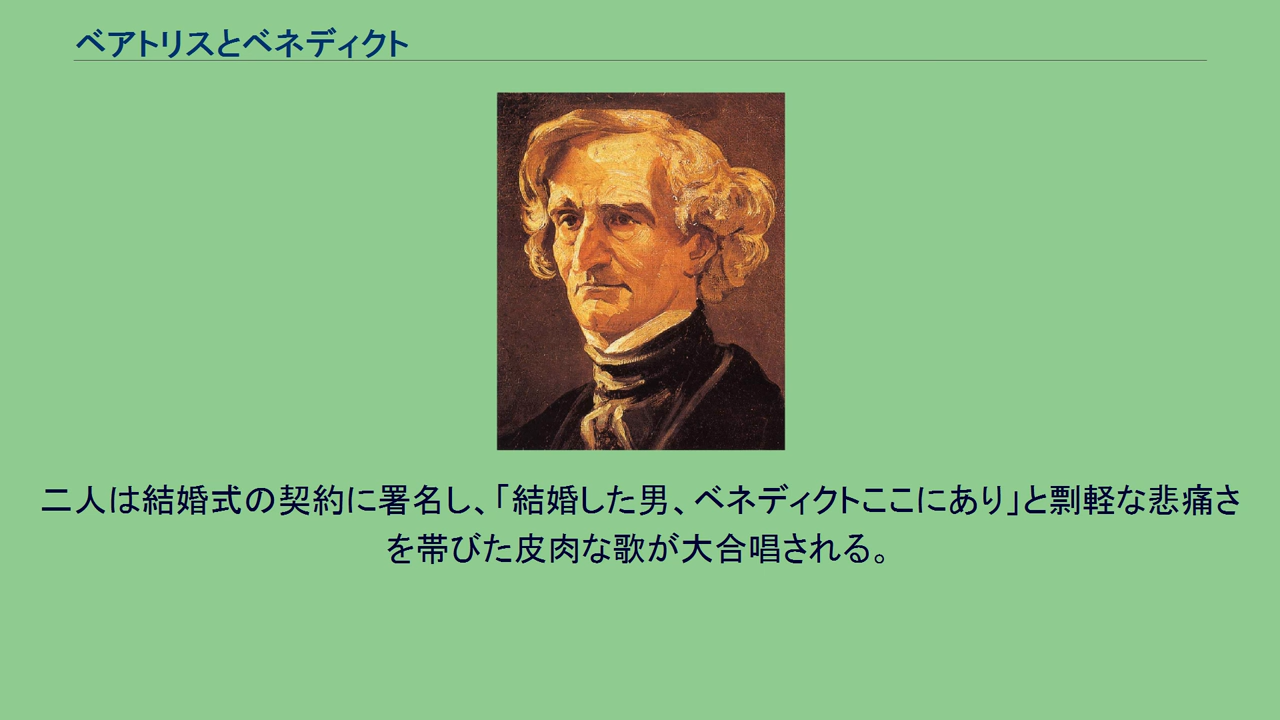 ベアトリスとベネディクト
二人は結婚式の契約に署名し、「結婚した男、ベネディクトここにあり」と剽軽な悲痛さ
を帯びた皮肉な歌が大合唱される。